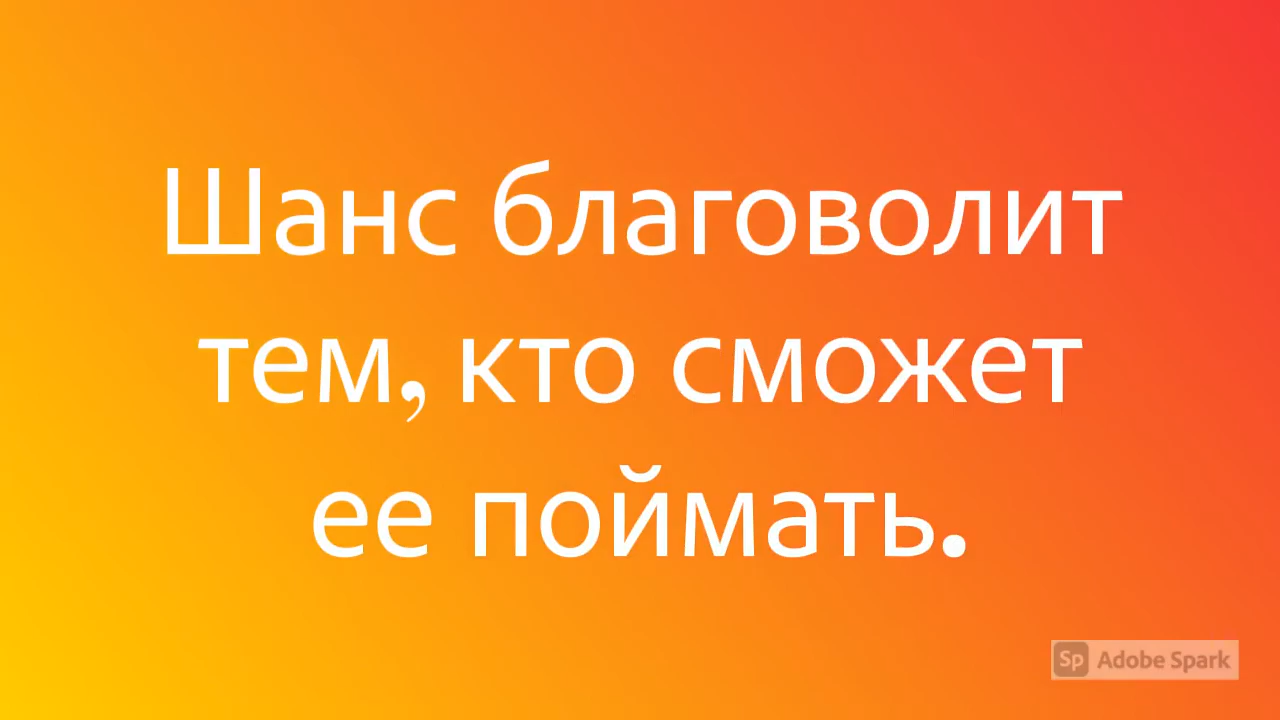 Шанс благоволит
тем, кто сможет
ее поймать.
Sp Adobe Spark